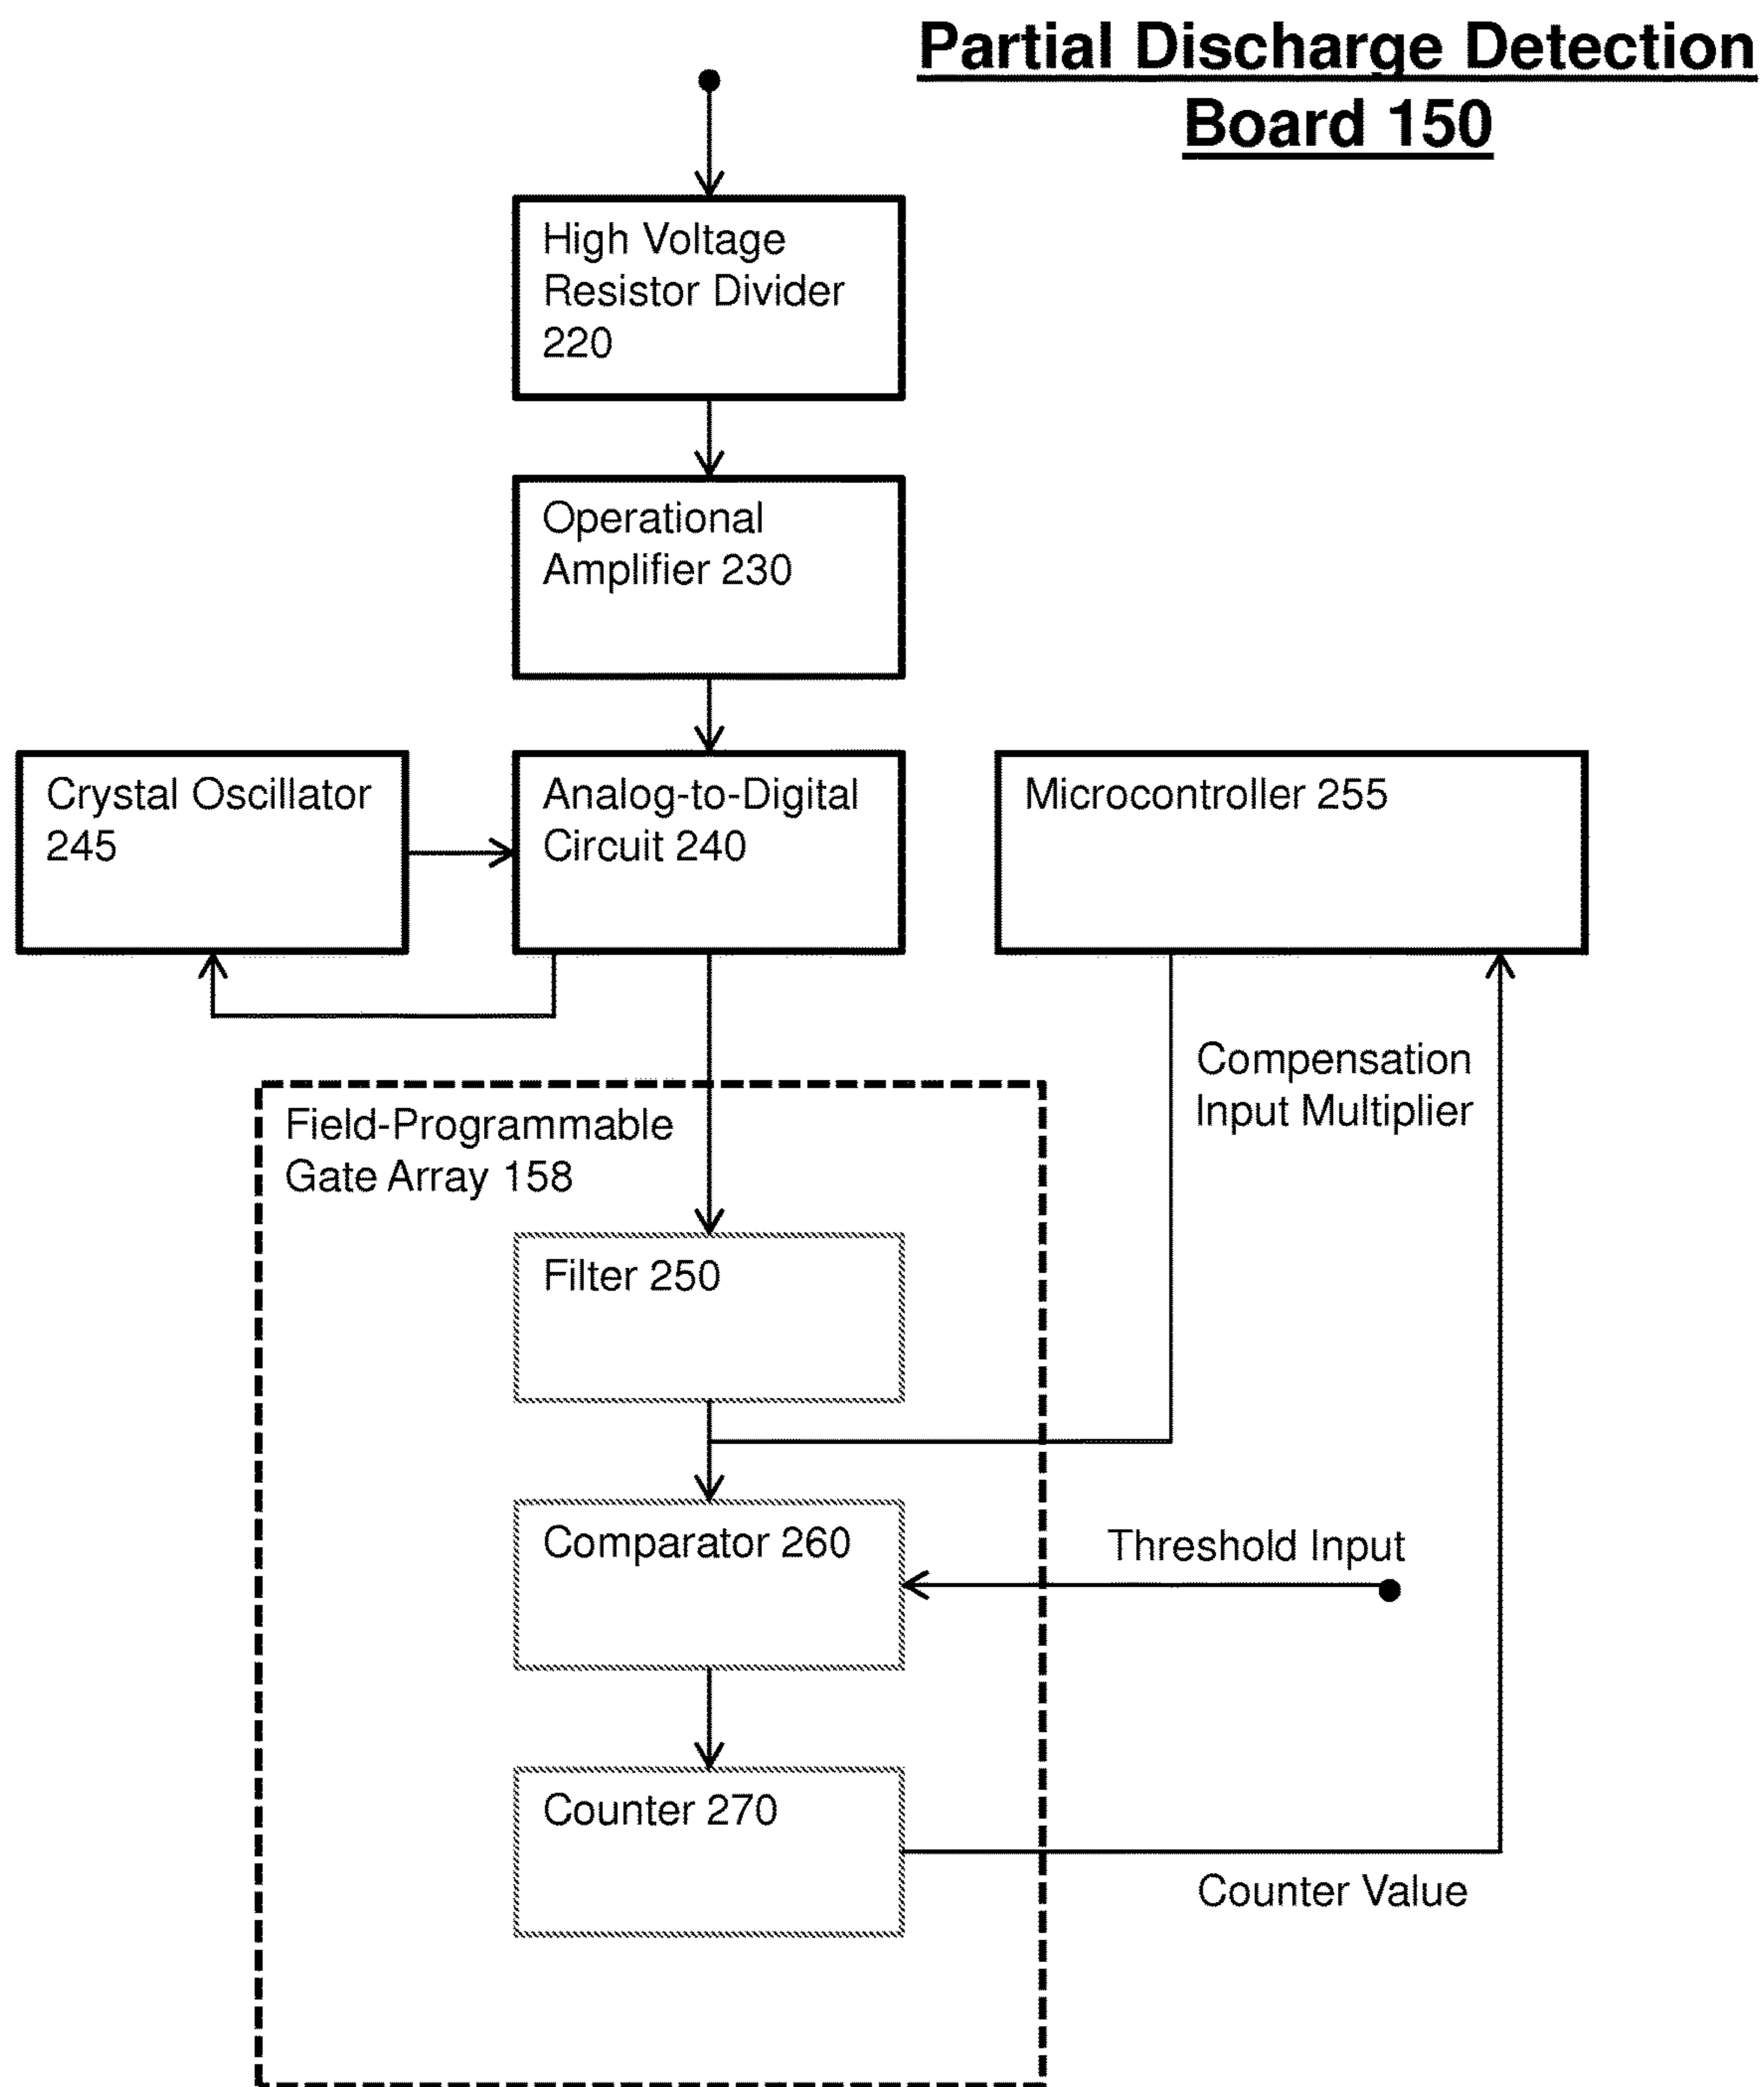 Partial Discharge Detection
Board 150
High Voltage
Resistor Divider
220
Operational
Amplifier 230
Crystal Oscillator
245
Analog-to-Digital
Circuit 240
Microcontroller 255
Compensation
Input Multiplier
Field-Programmable
Gate Array 158
Filter 250
Comparator 260
Threshold Input
Counter 270
Counter Value